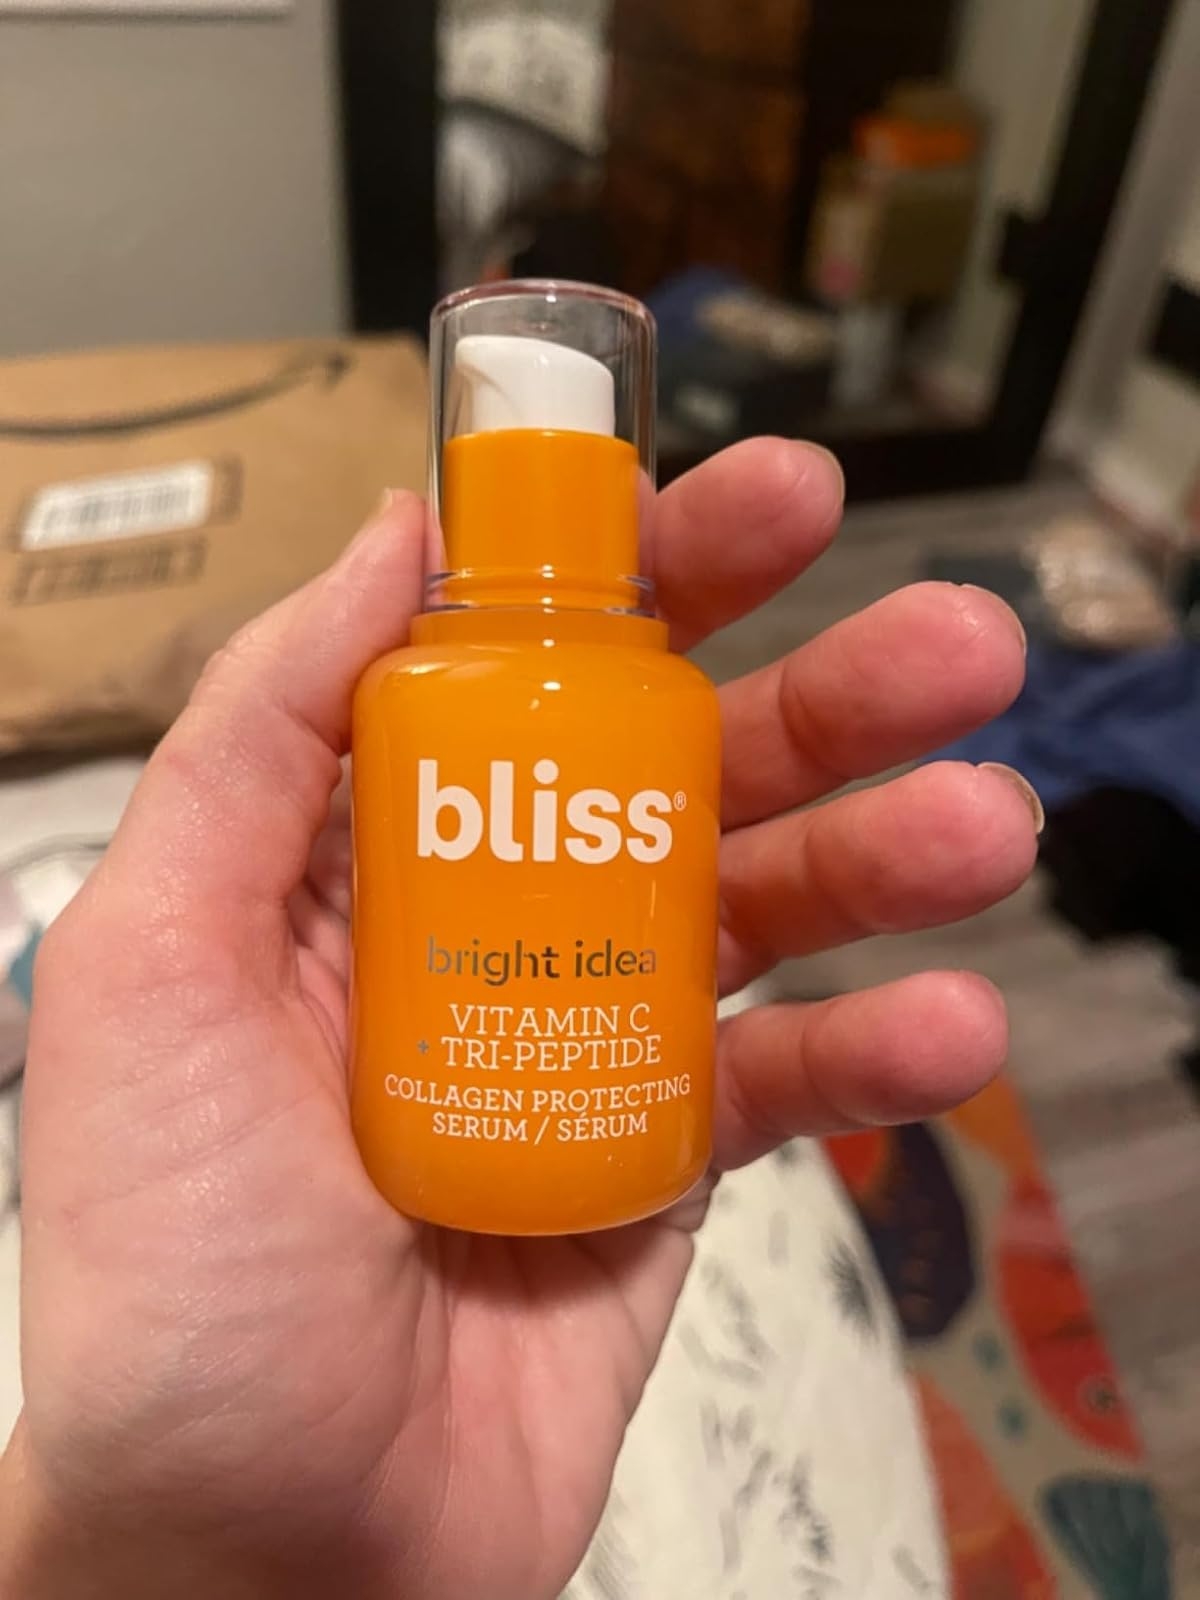 bliss®
bright idea
VITAMIN C
+ TRI-PEPTIDE
COLLAGEN PROTECTING
SERUM / SÉRUM